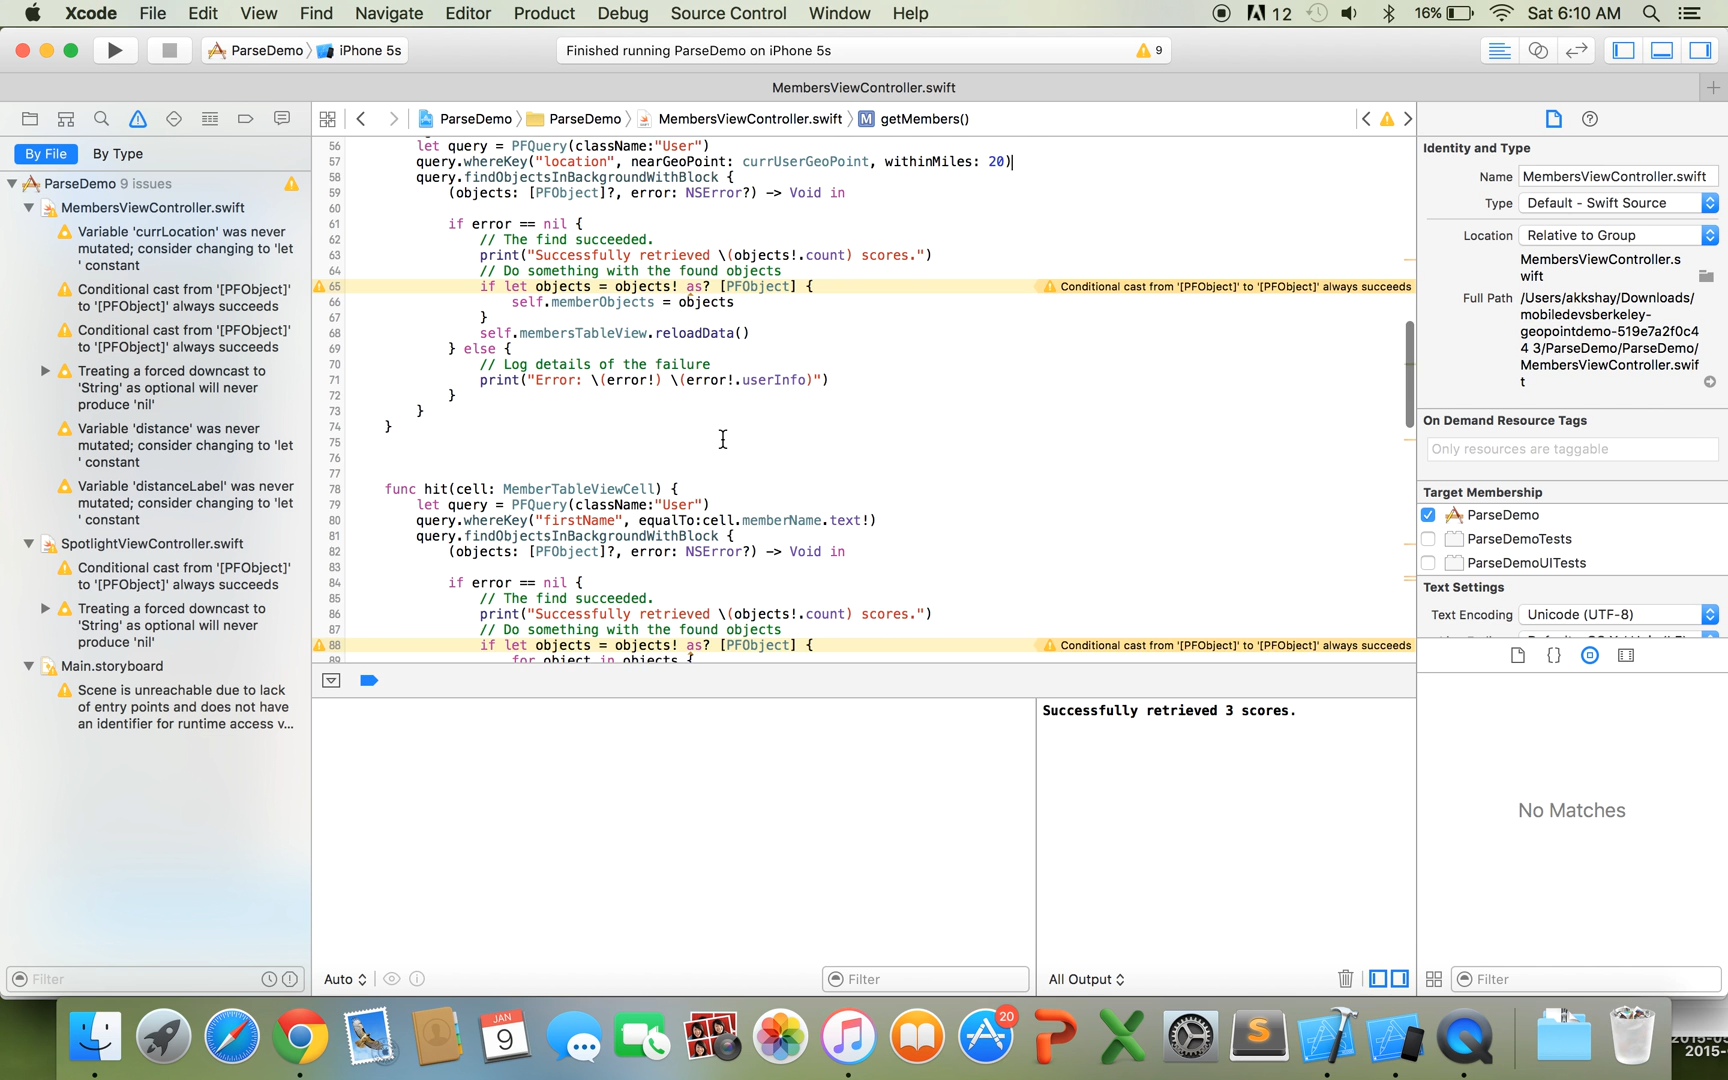 Xcode File Edit View Find Navigate Editor Product Debug Source Control Window Help
12 16% Sat 6:10 AM
ParseDemo iPhone 5s
Finished running ParseDemo on iPhone 5s
9
MembersViewController.swift
ParseDemo ParseDemo MembersViewController.swift M getMembers()
By File By Type
ParseDemo 9 issues
MembersViewController.swift
Variable 'currLocation' was never
mutated; consider changing to 'let
' constant
Conditional cast from '[PFObject]'
to '[PFObject]' always succeeds
Conditional cast from '[PFObject]'
to '[PFObject]' always succeeds
Treating a forced downcast to
'String' as optional will never
produce 'nil'
Variable 'distance' was never
mutated; consider changing to 'let
' constant
Variable 'distanceLabel' was never
mutated; consider changing to 'let
' constant
SpotlightViewController.swift
Conditional cast from '[PFObject]'
to '[PFObject]' always succeeds
Treating a forced downcast to
'String' as optional will never
produce 'nil'
Main.storyboard
Scene is unreachable due to lack
of entry points and does not have
an identifier for runtime access v...
Filter
56 let query = PFQuery(className:"User")
57 query.whereKey("location", nearGeoPoint: currUserGeoPoint, withinMiles: 20)
58 query.findObjectsInBackgroundWithBlock {
59 (objects: [PFObject]?, error: NSError?) -> Void in
60
61 if error == nil {
62 // The find succeeded.
63 print("Successfully retrieved \(objects!.count) scores.")
64 // Do something with the found objects
65 if let objects = objects! as? [PFObject] { Conditional cast from '[PFObject]' to '[PFObject]' always succeeds
66 self.memberObjects = objects
67 }
68 self.membersTableView.reloadData()
69 } else {
70 // Log details of the failure
71 print("Error: \(error!) \(error!.userInfo)")
72 }
73 }
74 }
75
76
77
78 func hit(cell: MemberTableViewCell) {
79 let query = PFQuery(className:"User")
80 query.whereKey("firstName", equalTo:cell.memberName.text!)
81 query.findObjectsInBackgroundWithBlock {
82 (objects: [PFObject]?, error: NSError?) -> Void in
83
84 if error == nil {
85 // The find succeeded.
86 print("Successfully retrieved \(objects!.count) scores.")
87 // Do something with the found objects
88 if let objects = objects! as? [PFObject] { Conditional cast from '[PFObject]' to '[PFObject]' always succeeds
89 for object in objects {
Successfully retrieved 3 scores.
Auto Filter All Output
Identity and Type
Name MembersViewController.swift
Type Default - Swift Source
Location Relative to Group
MembersViewController.s
wift
Full Path /Users/akkshay/Downloads/
mobiledevsberkeley-
geopointdemo-519e7a2f0c4
4 3/ParseDemo/ParseDemo/
MembersViewController.swif
t
On Demand Resource Tags
Only resources are taggable
Target Membership
ParseDemo
ParseDemoTests
ParseDemoUITests
Text Settings
Text Encoding Unicode (UTF-8)
No Matches
Filter
JAN
9
20
2015-